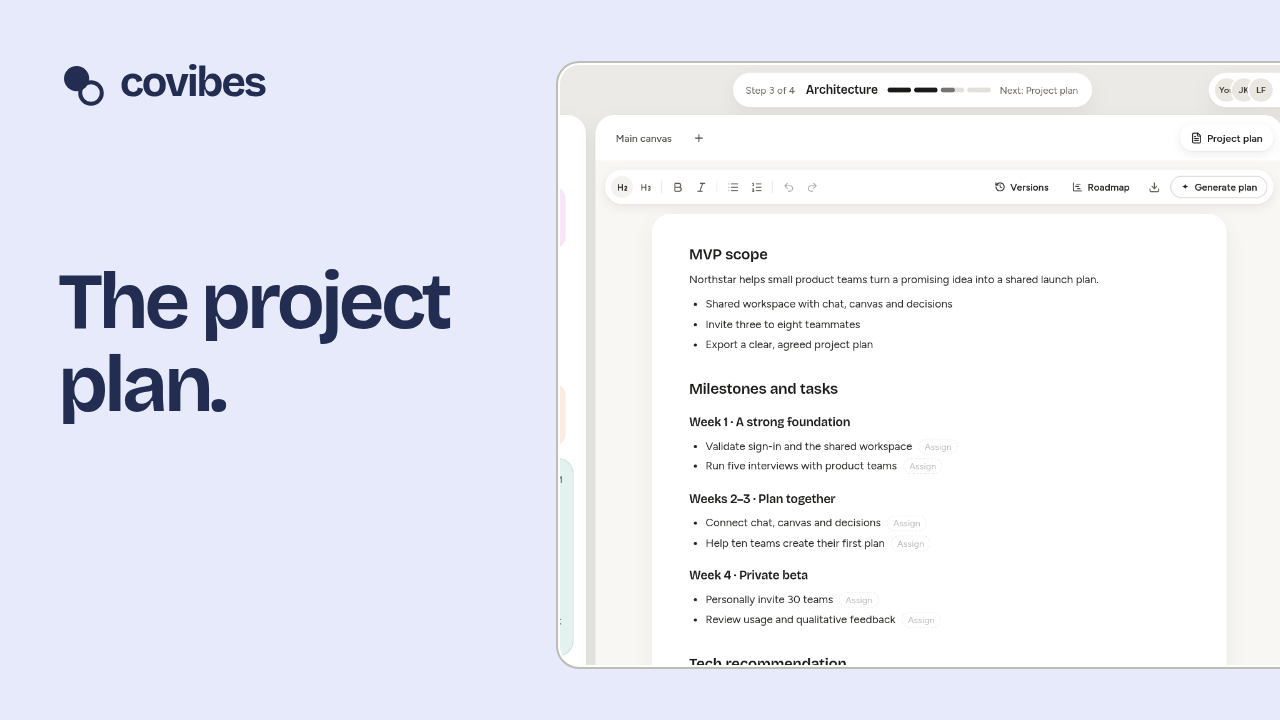 covibes
The project
plan.
Step 3 of 4 Architecture Next: Project plan
JK LF
Main canvas + Project plan
H2 H3 B I Versions Roadmap Generate plan
MVP scope
Northstar helps small product teams turn a promising idea into a shared launch plan.
• Shared workspace with chat, canvas and decisions
• Invite three to eight teammates
• Export a clear, agreed project plan
Milestones and tasks
Week 1 · A strong foundation
• Validate sign-in and the shared workspace Assign
• Run five interviews with product teams Assign
Weeks 2–3 · Plan together
• Connect chat, canvas and decisions Assign
• Help ten teams create their first plan Assign
Week 4 · Private beta
• Personally invite 30 teams Assign
• Review usage and qualitative feedback Assign
Tech recommendation